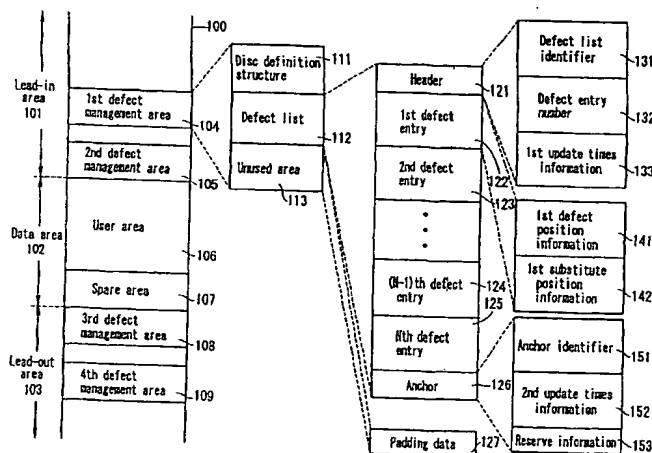 100
Lead-in
area
101
1st defect
management area
104
2nd defect
management area
105
Data area
102
User area
106
Spare area
107
Lead-out
area
103
3rd defect
management area
108
4th defect
management area
109
Disc definition
structure
111
Defect list
112
Unused area
113
Header
121
1st defect
entry
122
2nd defect
entry
123
(N-1)th defect
entry
124
125
Nth defect
entry
Anchor
126
Padding data
127
Defect list
identifier
131
Defect entry
number
132
1st update times
information
133
1st defect
position
information
141
1st substitute
position
information
142
Anchor identifier
151
2nd update times
information
152
Reserve information
153